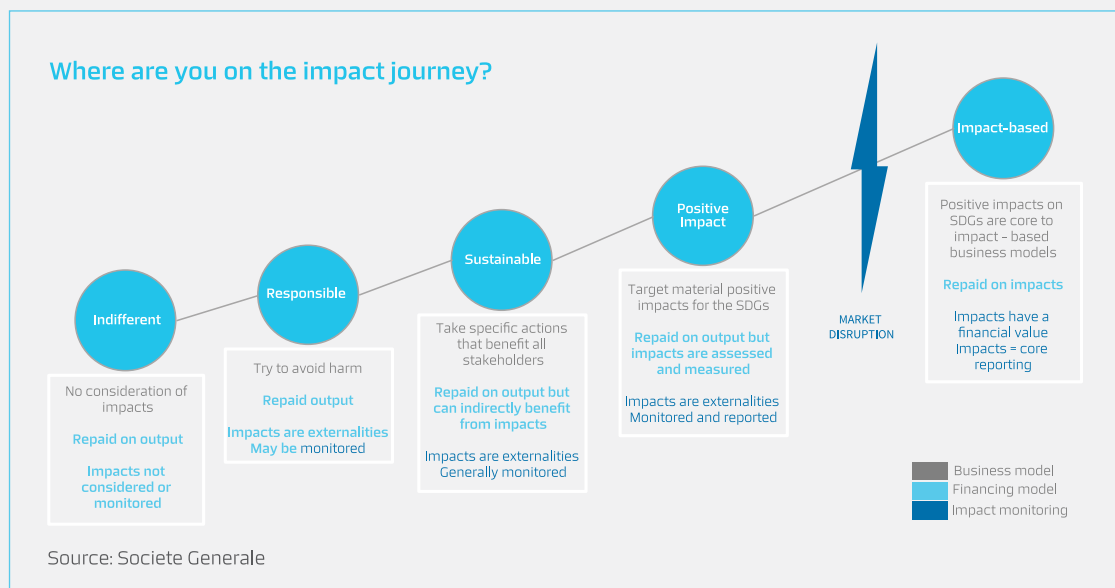 Where are you on the impact journey?
Indifferent
No consideration of
impacts
Repaid on output
Impacts not
considered or
monitored
Responsible
Try to avoid harm
Repaid output
Impacts are externalities
May be monitored
Sustainable
Take specific actions
that benefit all
stakeholders
Repaid on output but
can indirectly benefit
from impacts
Impacts are externalities
Generally monitored
Positive
Impact
Target material positive
impacts for the SDGs
Repaid on output but
impacts are assessed
and measured
Impacts are externalities
Monitored and reported
MARKET
DISRUPTION
Impact-based
Positive impacts on
SDGs are core to
impact - based
business models
Repaid on impacts
Impacts have a
financial value
Impacts = core
reporting
Business model
Financing model
Impact monitoring
Source: Societe Generale